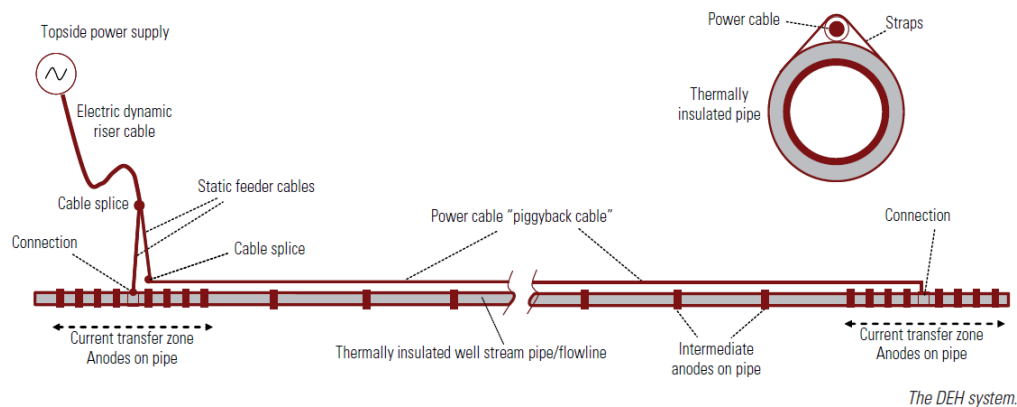 Topside power supply
Electric dynamic
riser cable
Static feeder cables
Cable splice
Connection
Cable splice
Power cable "piggyback cable"
Connection
Power cable
Straps
Thermally
insulated pipe
Current transfer zone
Anodes on pipe
Thermally insulated well stream pipe/flowline
Intermediate
anodes on pipe
Current transfer zone
Anodes on pipe
The DEH system.